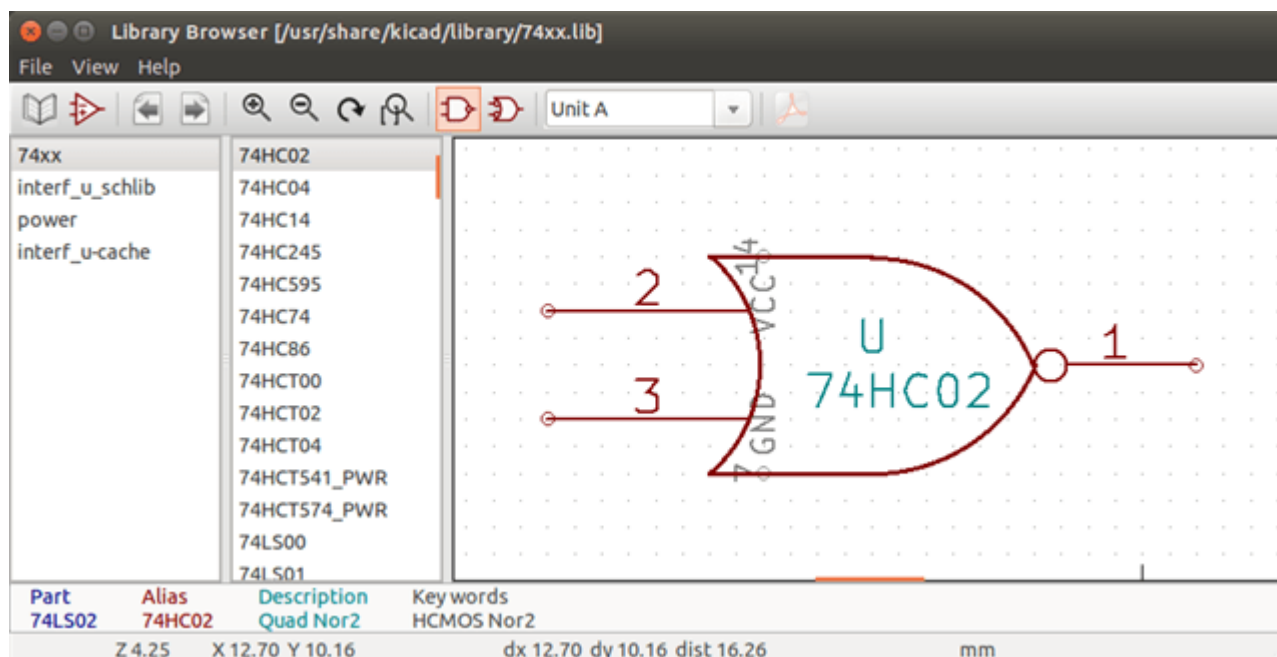 Library Browser [/usr/share/kicad/library/74xx.lib]
File View Help
Unit A
74xx
interf_u_schlib
power
interf_u-cache
74HC02
74HC04
74HC14
74HC245
74HC595
74HC74
74HC86
74HCT00
74HCT02
74HCT04
74HCT541_PWR
74HCT574_PWR
74LS00
74LS01
14
VCC
2
3
GND
7
U
74HC02
1
Part Alias Description Key words
74LS02 74HC02 Quad Nor2 HCMOS Nor2
Z 4.25 X 12.70 Y 10.16 dx 12.70 dy 10.16 dist 16.26 mm